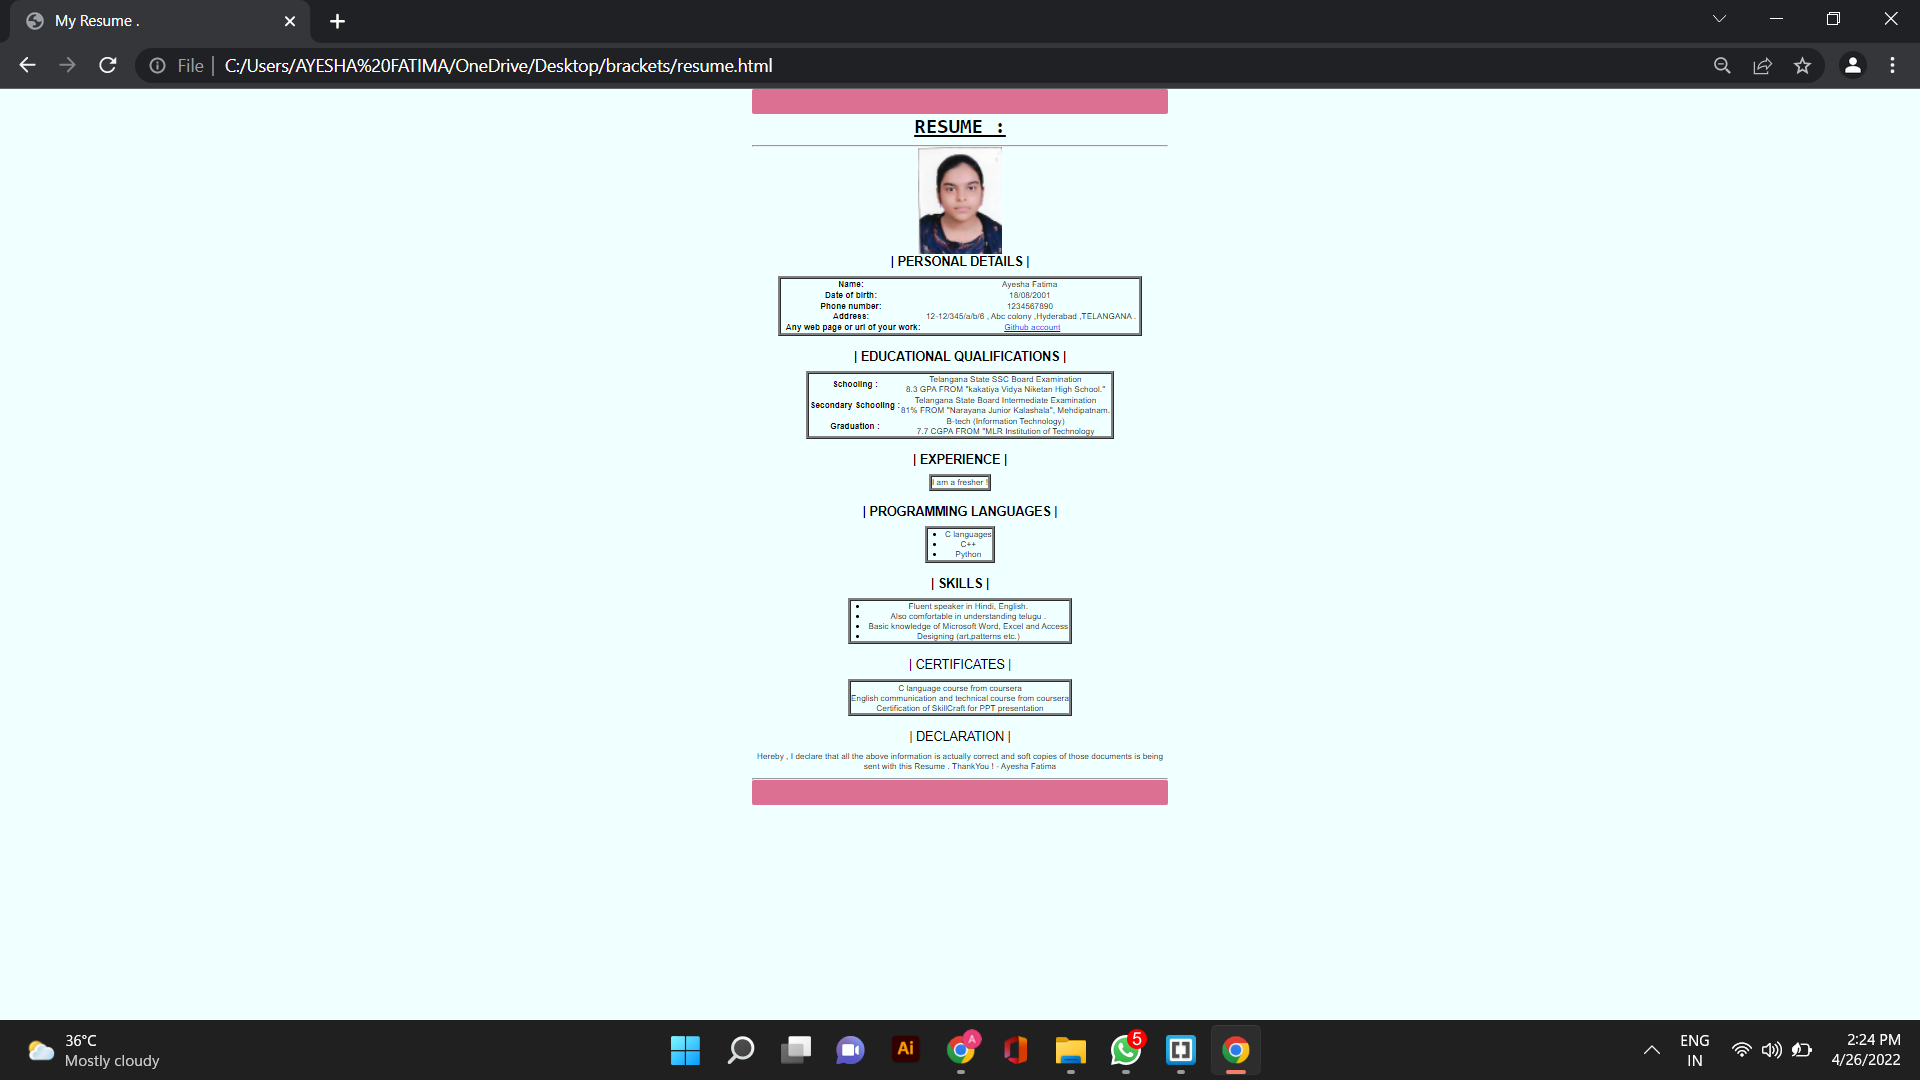 My Resume .
File
C:/Users/AYESHA%20FATIMA/OneDrive/Desktop/brackets/resume.html
RESUME :
| PERSONAL DETAILS |
Name: Ayesha Fatima
Date of birth: 18/08/2001
Phone number: 1234567890
Address: 12-12/345/a/b/6 , Abc colony ,Hyderabad ,TELANGANA .
Any web page or url of your work: Github account
| EDUCATIONAL QUALIFICATIONS |
Schooling : Telangana State SSC Board Examination
8.3 GPA FROM "kakatiya Vidya Niketan High School."
Secondary Schooling : Telangana State Board Intermediate Examination
81% FROM "Narayana Junior Kalashala", Mehdipatnam.
Graduation : B-tech (Information Technology)
7.7 CGPA FROM "MLR Institution of Technology
| EXPERIENCE |
I am a fresher !
| PROGRAMMING LANGUAGES |
C languages
C++
Python
| SKILLS |
Fluent speaker in Hindi, English.
Also comfortable in understanding telugu .
Basic knowledge of Microsoft Word, Excel and Access
Designing (art,patterns etc.)
| CERTIFICATES |
C language course from coursera
English communication and technical course from coursera
Certification of SkillCraft for PPT presentation
| DECLARATION |
Hereby , I declare that all the above information is actually correct and soft copies of those documents is being
sent with this Resume . ThankYou ! - Ayesha Fatima
36°C
Mostly cloudy
Ai
A
5
ENG
IN
2:24 PM
4/26/2022